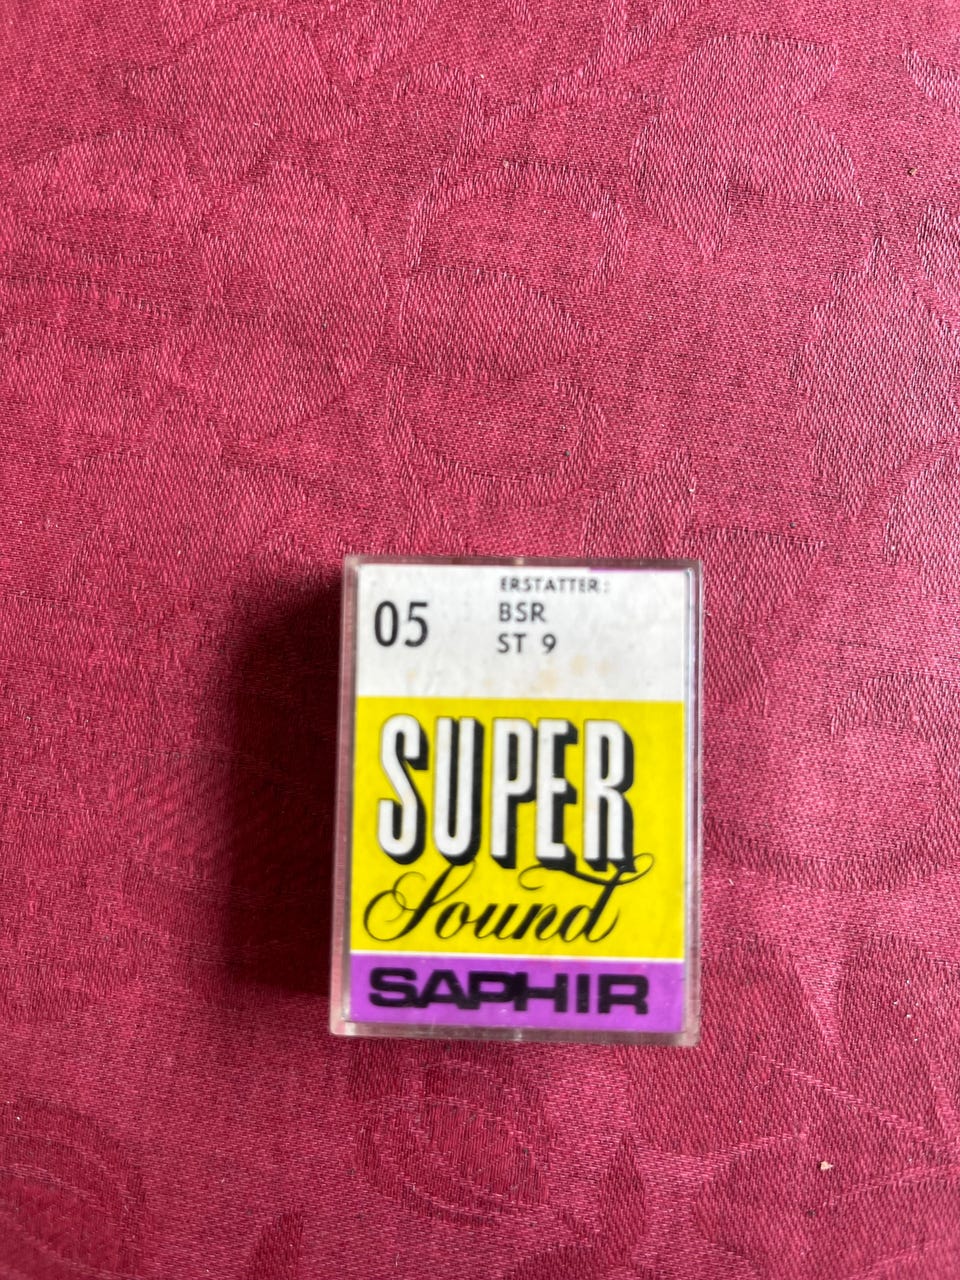 05
ERSTATTER:
BSR
ST 9
SUPER
Sound
SAPHIR